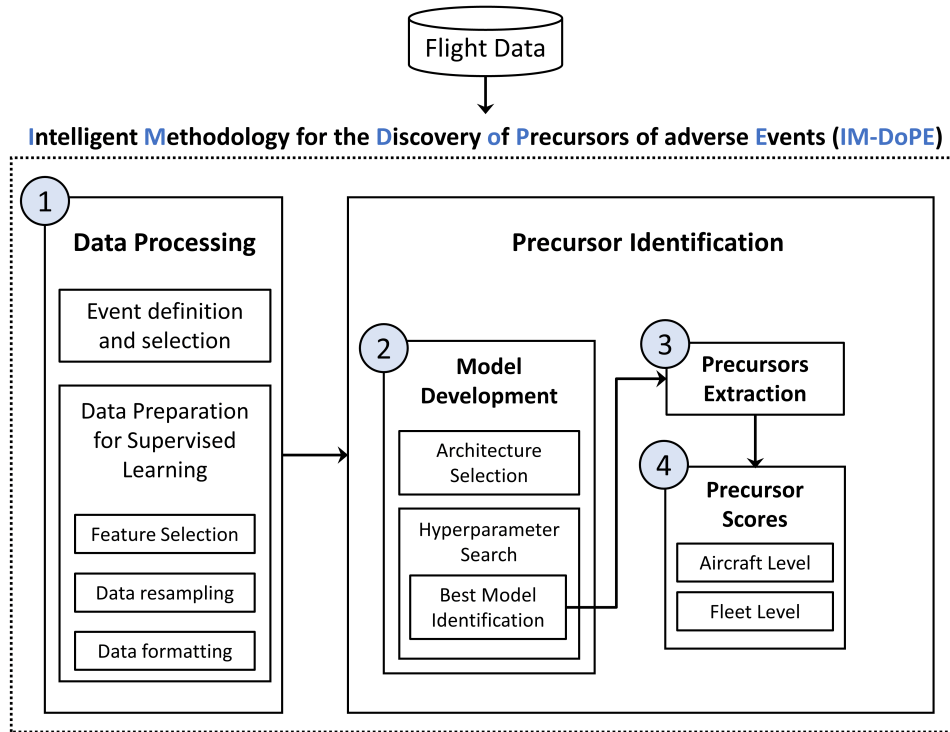 Flight Data
Intelligent Methodology for the Discovery of Precursors of adverse Events (IM-DoPE)
1
Data Processing
Event definition
and selection
Data Preparation
for Supervised
Learning
Feature Selection
Data resampling
Data formatting
Precursor Identification
2
Model
Development
Architecture
Selection
Hyperparameter
Search
Best Model
Identification
3
Precursors
Extraction
4
Precursor
Scores
Aircraft Level
Fleet Level